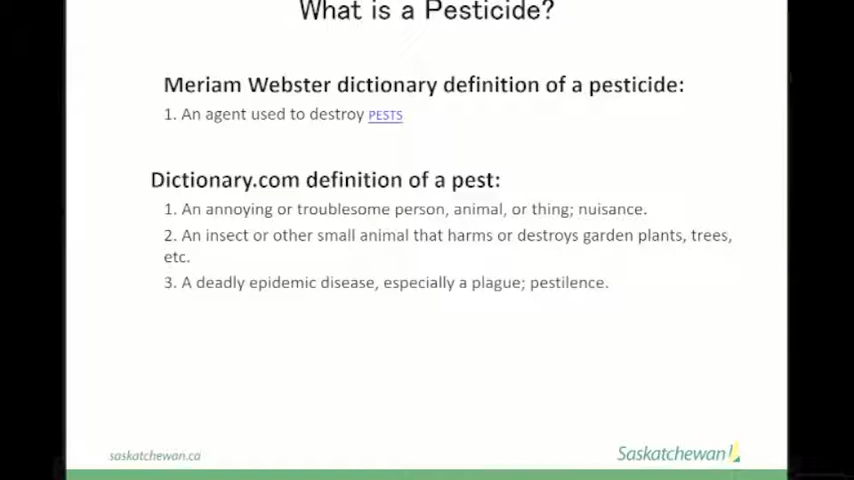 What is a Pesticide?
Meriam Webster dictionary definition of a pesticide:
1. An agent used to destroy PESTS
Dictionary.com definition of a pest:
1. An annoying or troublesome person, animal, or thing; nuisance.
2. An insect or other small animal that harms or destroys garden plants, trees,
etc.
3. A deadly epidemic disease, especially a plague; pestilence.
saskatchewan.ca
Saskatchewan